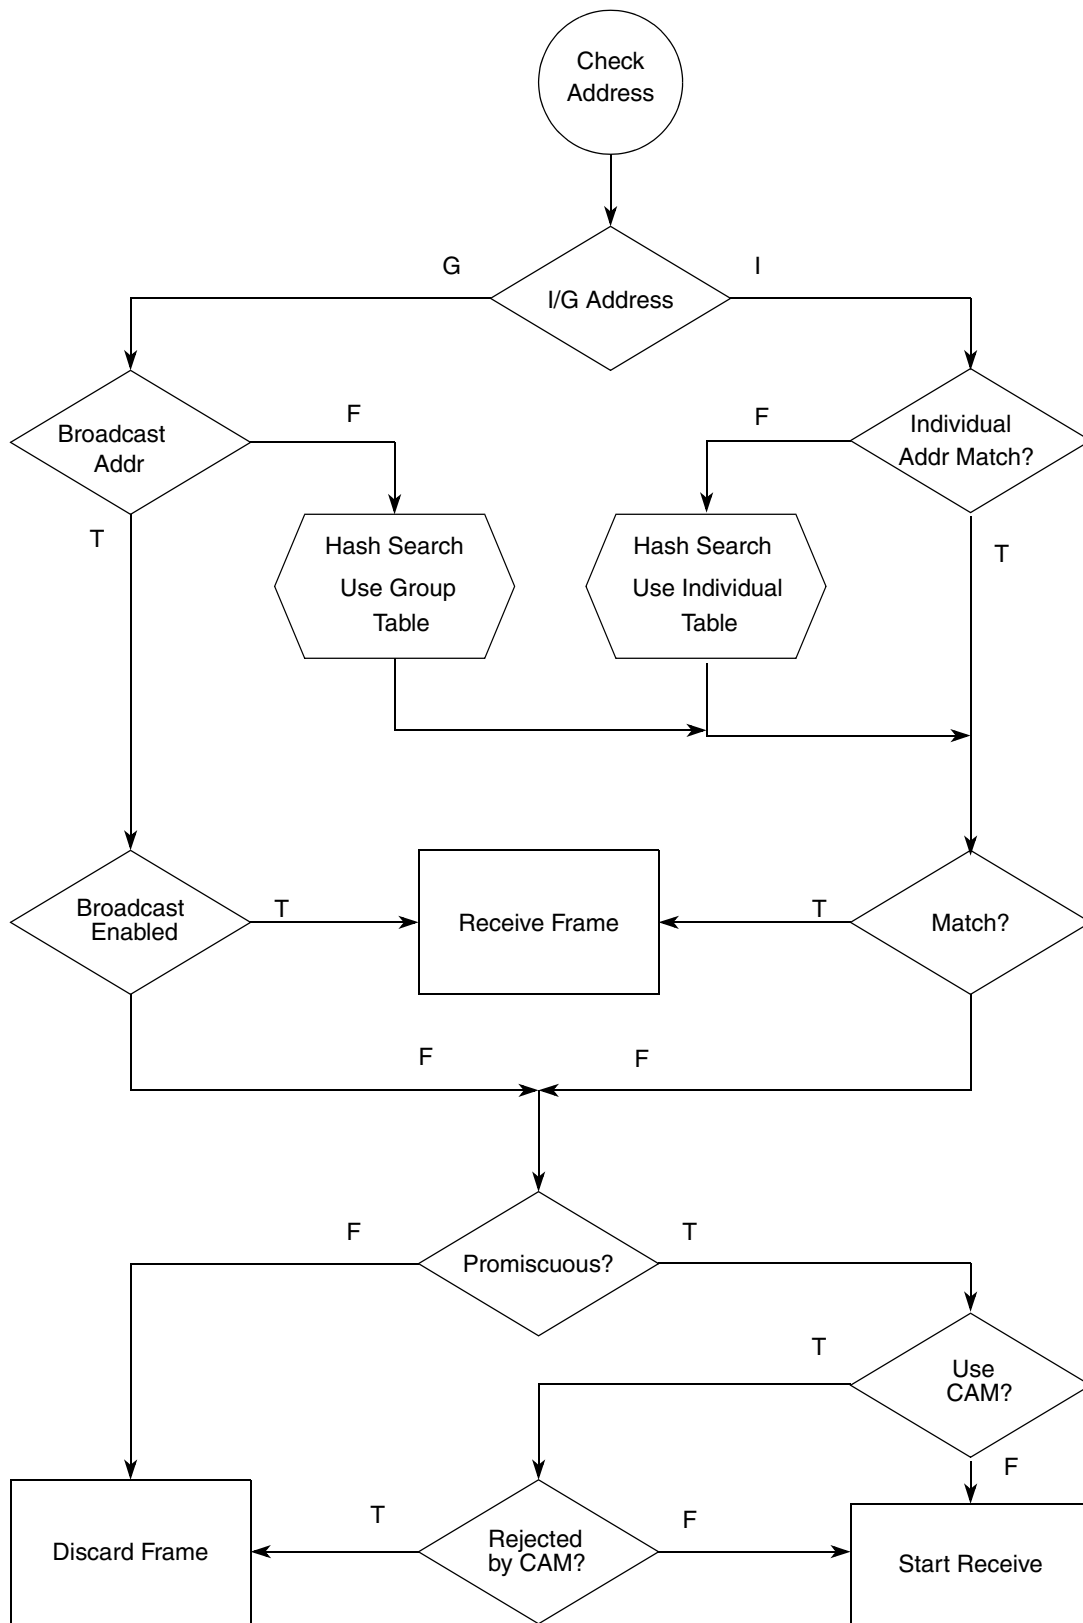 Check
Address
G
I
I/G Address
Broadcast
Addr
F
F
Individual
Addr Match?
T
Hash Search
Use Group
Table
Hash Search
Use Individual
Table
T
Broadcast
Enabled
T
Receive Frame
T
Match?
F
F
F
Promiscuous?
T
T
Use
CAM?
F
Discard Frame
T
Rejected
by CAM?
F
Start Receive